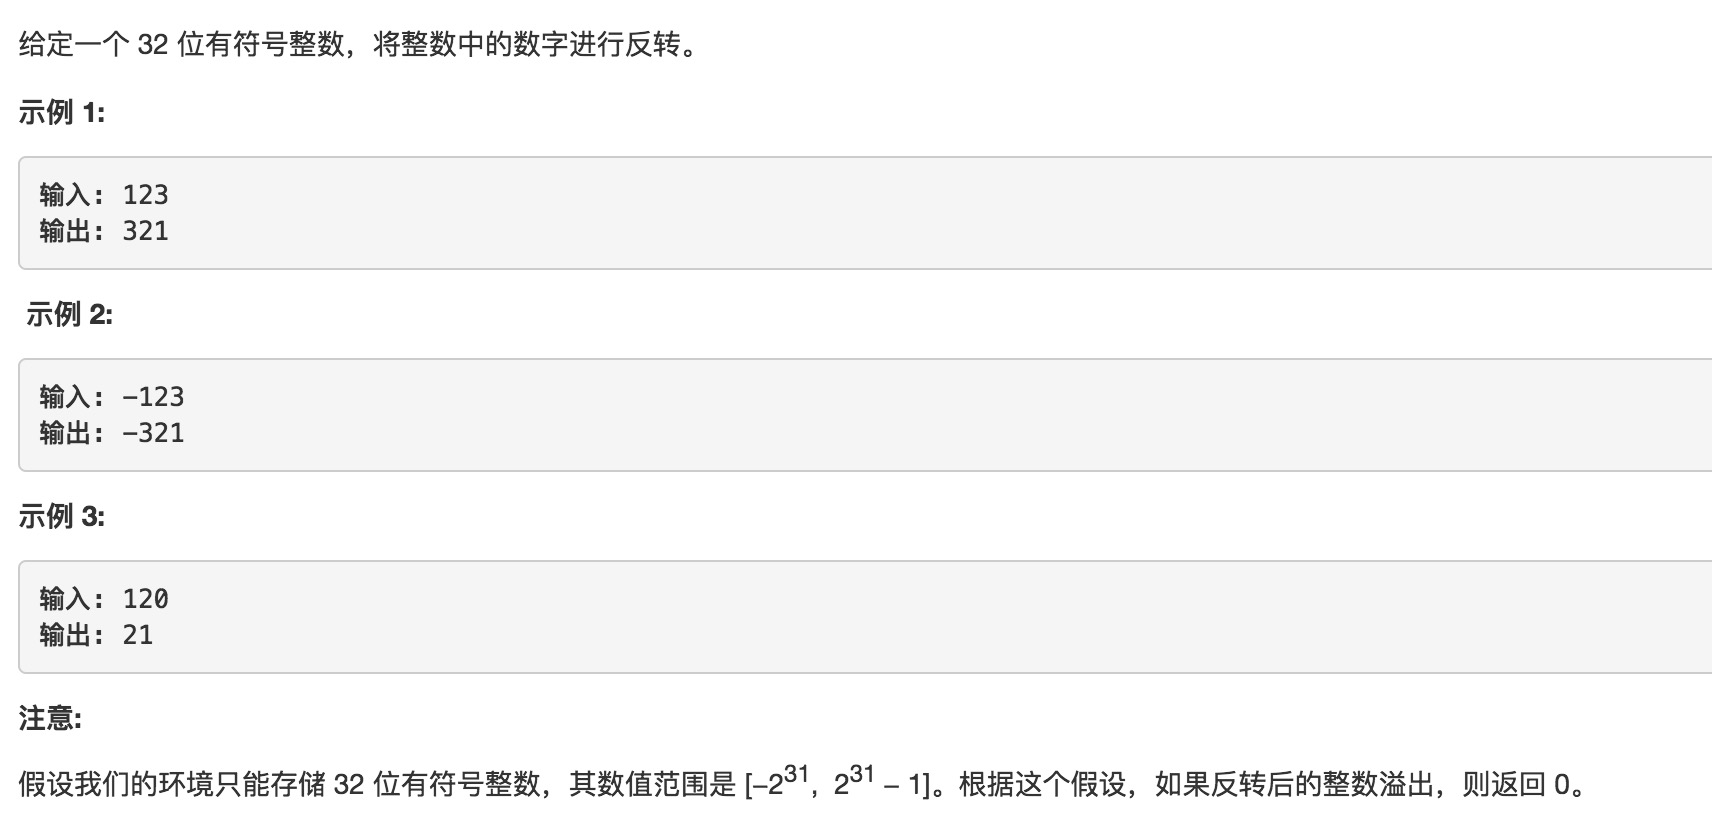 给定一个 32 位有符号整数，将整数中的数字进行反转。
示例 1:
输入: 123
输出: 321
示例 2:
输入: -123
输出: -321
示例 3:
输入: 120
输出: 21
注意:
假设我们的环境只能存储 32 位有符号整数，其数值范围是 [−2³¹, 2³¹ − 1]。根据这个假设，如果反转后的整数溢出，则返回 0。